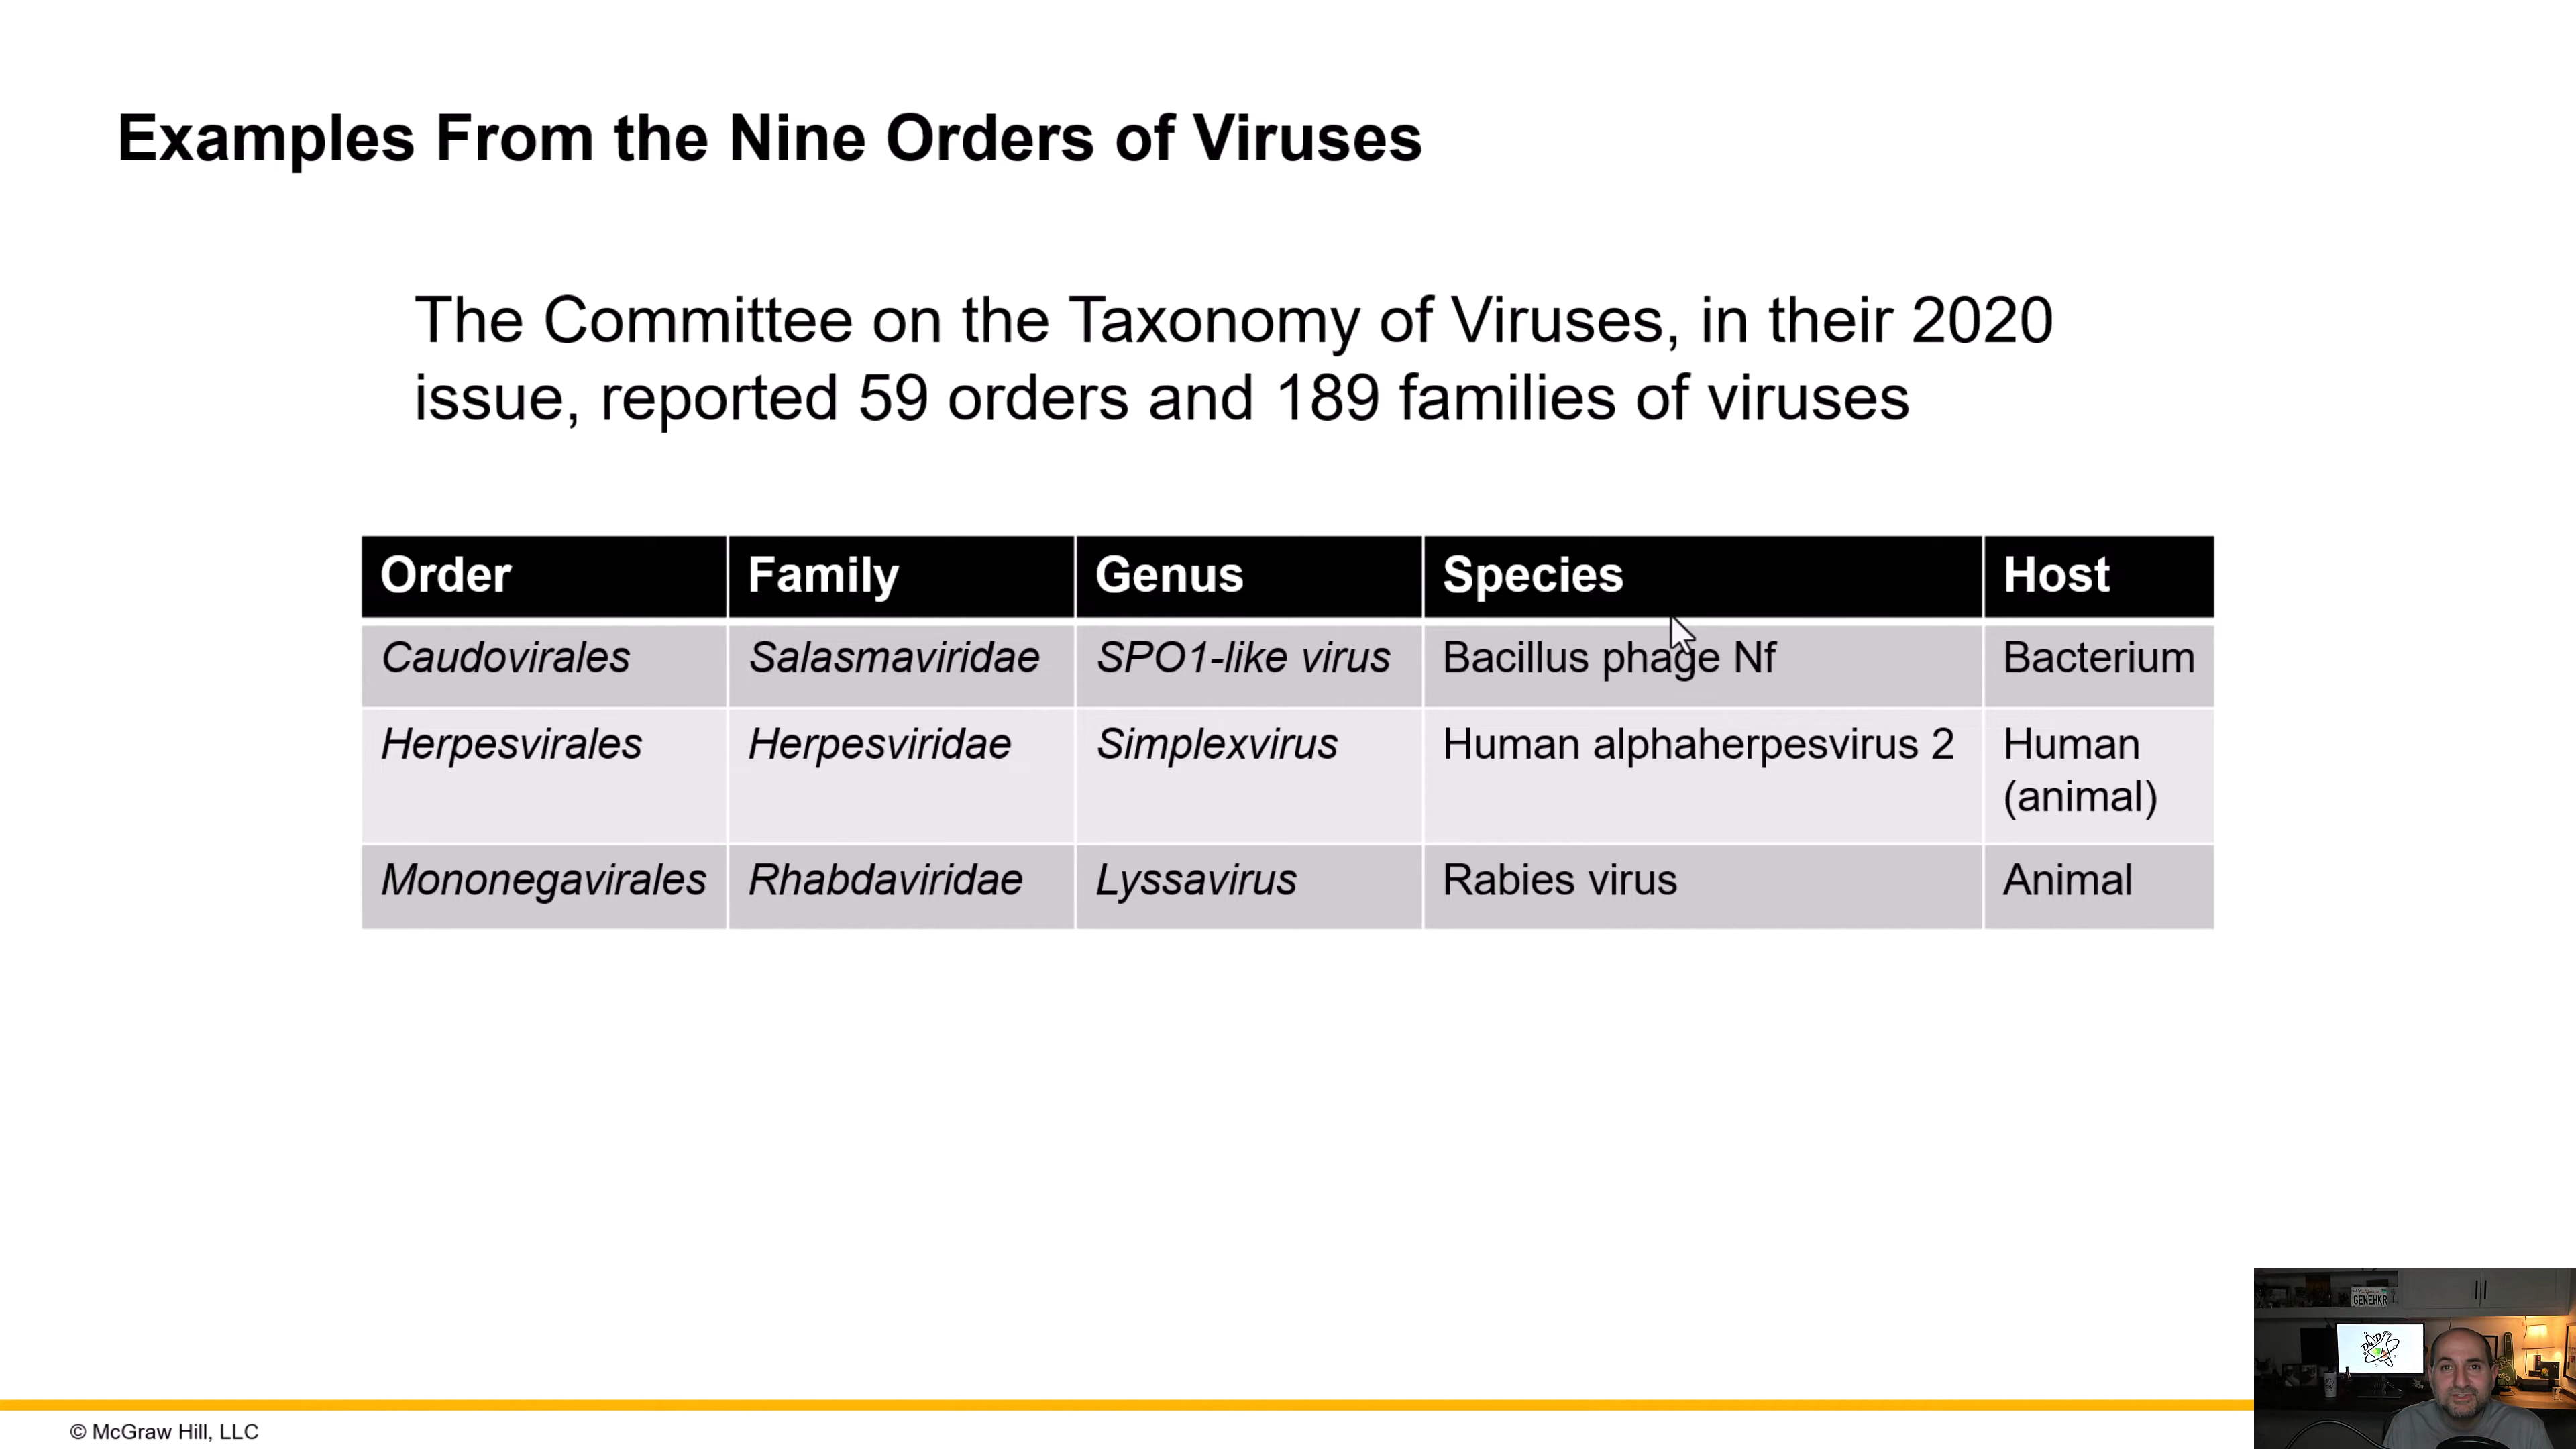 Examples From the Nine Orders of Viruses
The Committee on the Taxonomy of Viruses, in their 2020
issue, reported 59 orders and 189 families of viruses
Order Family Genus Species Host
Caudovirales Salasmaviridae SPO1-like virus Bacillus phage Nf Bacterium
Herpesvirales Herpesviridae Simplexvirus Human alphaherpesvirus 2 Human
(animal)
Mononegavirales Rhabdaviridae Lyssavirus Rabies virus Animal
GENEHKR
© McGraw Hill, LLC